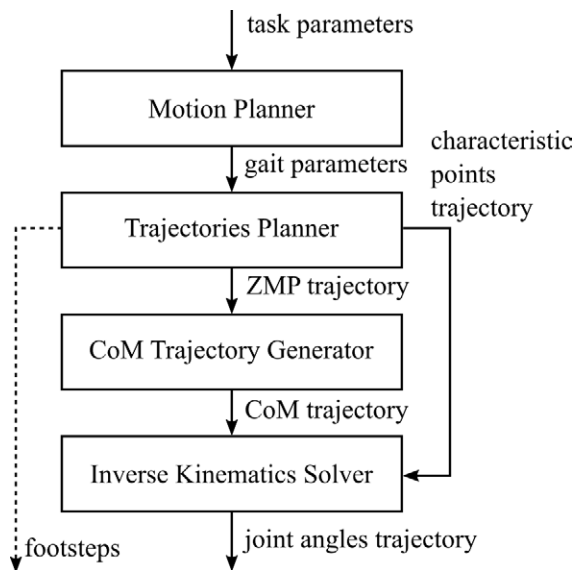 task parameters
Motion Planner
gait parameters
characteristic
points
trajectory
Trajectories Planner
ZMP trajectory
CoM Trajectory Generator
CoM trajectory
Inverse Kinematics Solver
footsteps
joint angles trajectory